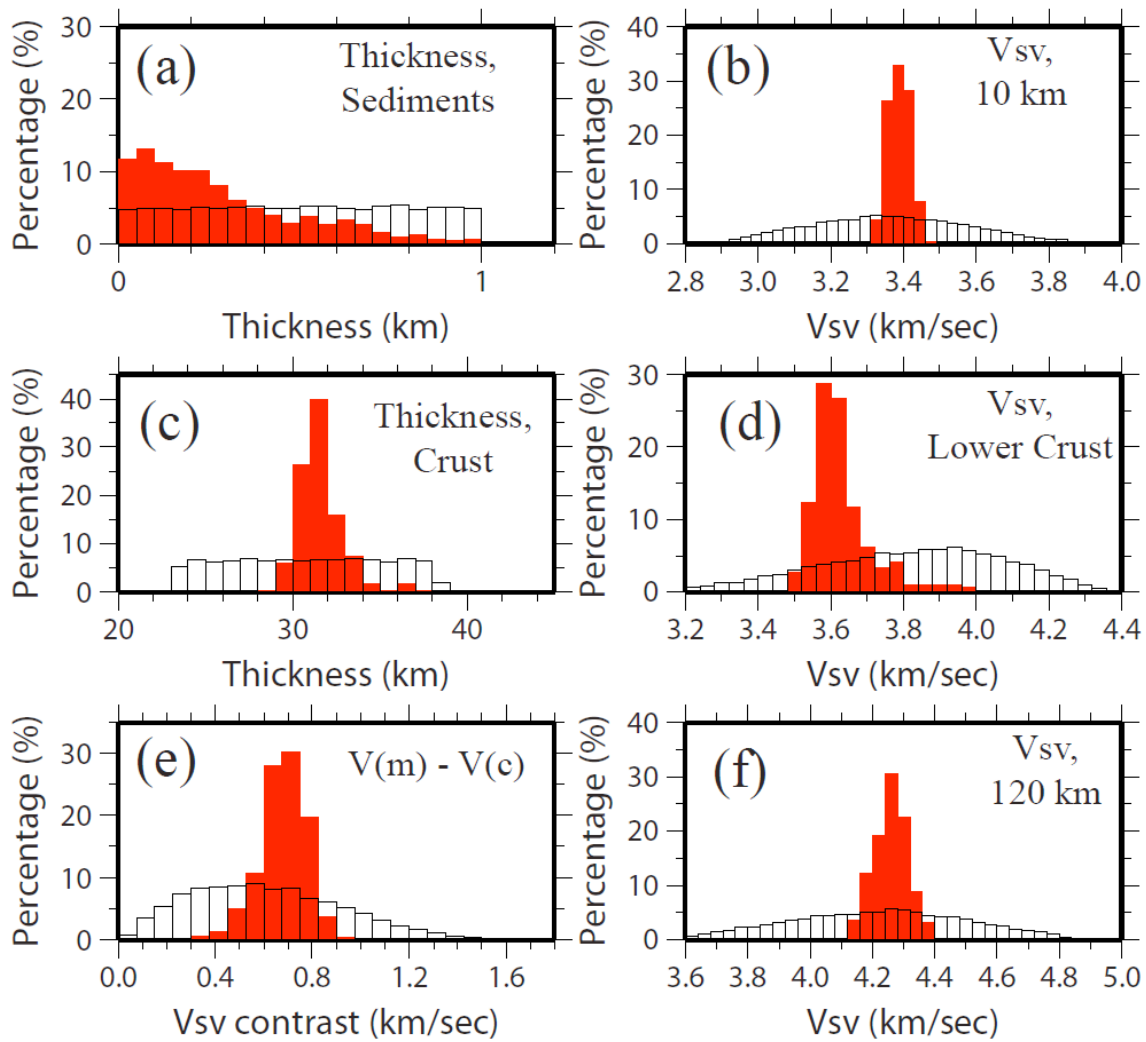 (a)
Thickness,
Sediments
Percentage (%)
30
20
10
0
0 1
Thickness (km)
(b)
Vsv,
10 km
Percentage (%)
40
30
20
10
0
2.8 3.0 3.2 3.4 3.6 3.8 4.0
Vsv (km/sec)
(c)
Thickness,
Crust
Percentage (%)
40
30
20
10
0
20 30 40
Thickness (km)
(d)
Vsv,
Lower Crust
Percentage (%)
30
20
10
0
3.2 3.4 3.6 3.8 4.0 4.2 4.4
Vsv (km/sec)
(e)
V(m) - V(c)
Percentage (%)
30
20
10
0
0.0 0.4 0.8 1.2 1.6
Vsv contrast (km/sec)
(f)
Vsv,
120 km
Percentage (%)
40
30
20
10
0
3.6 4.0 4.2 4.4 4.6 4.8 5.0
Vsv (km/sec)